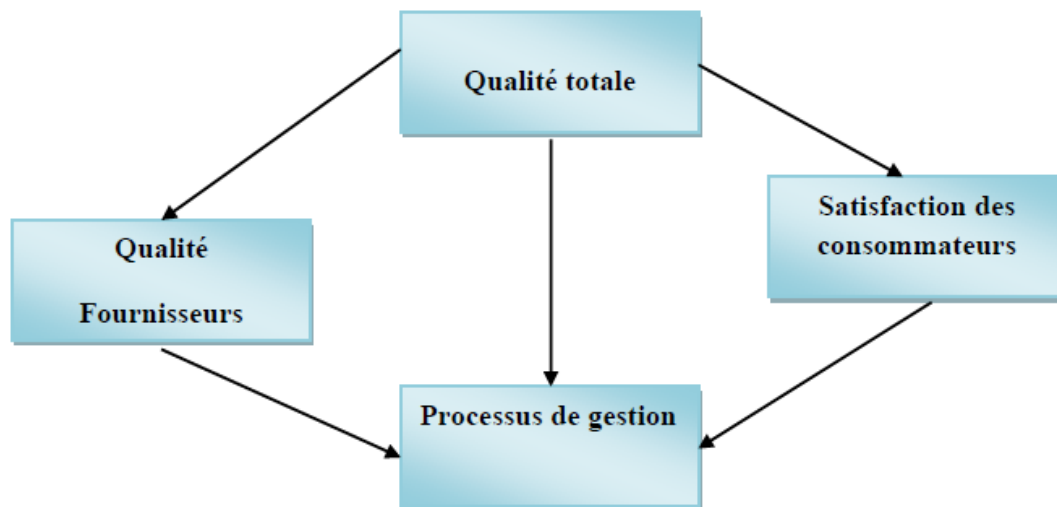 Qualité totale
Qualité
Fournisseurs
Satisfaction des
consommateurs
Processus de gestion